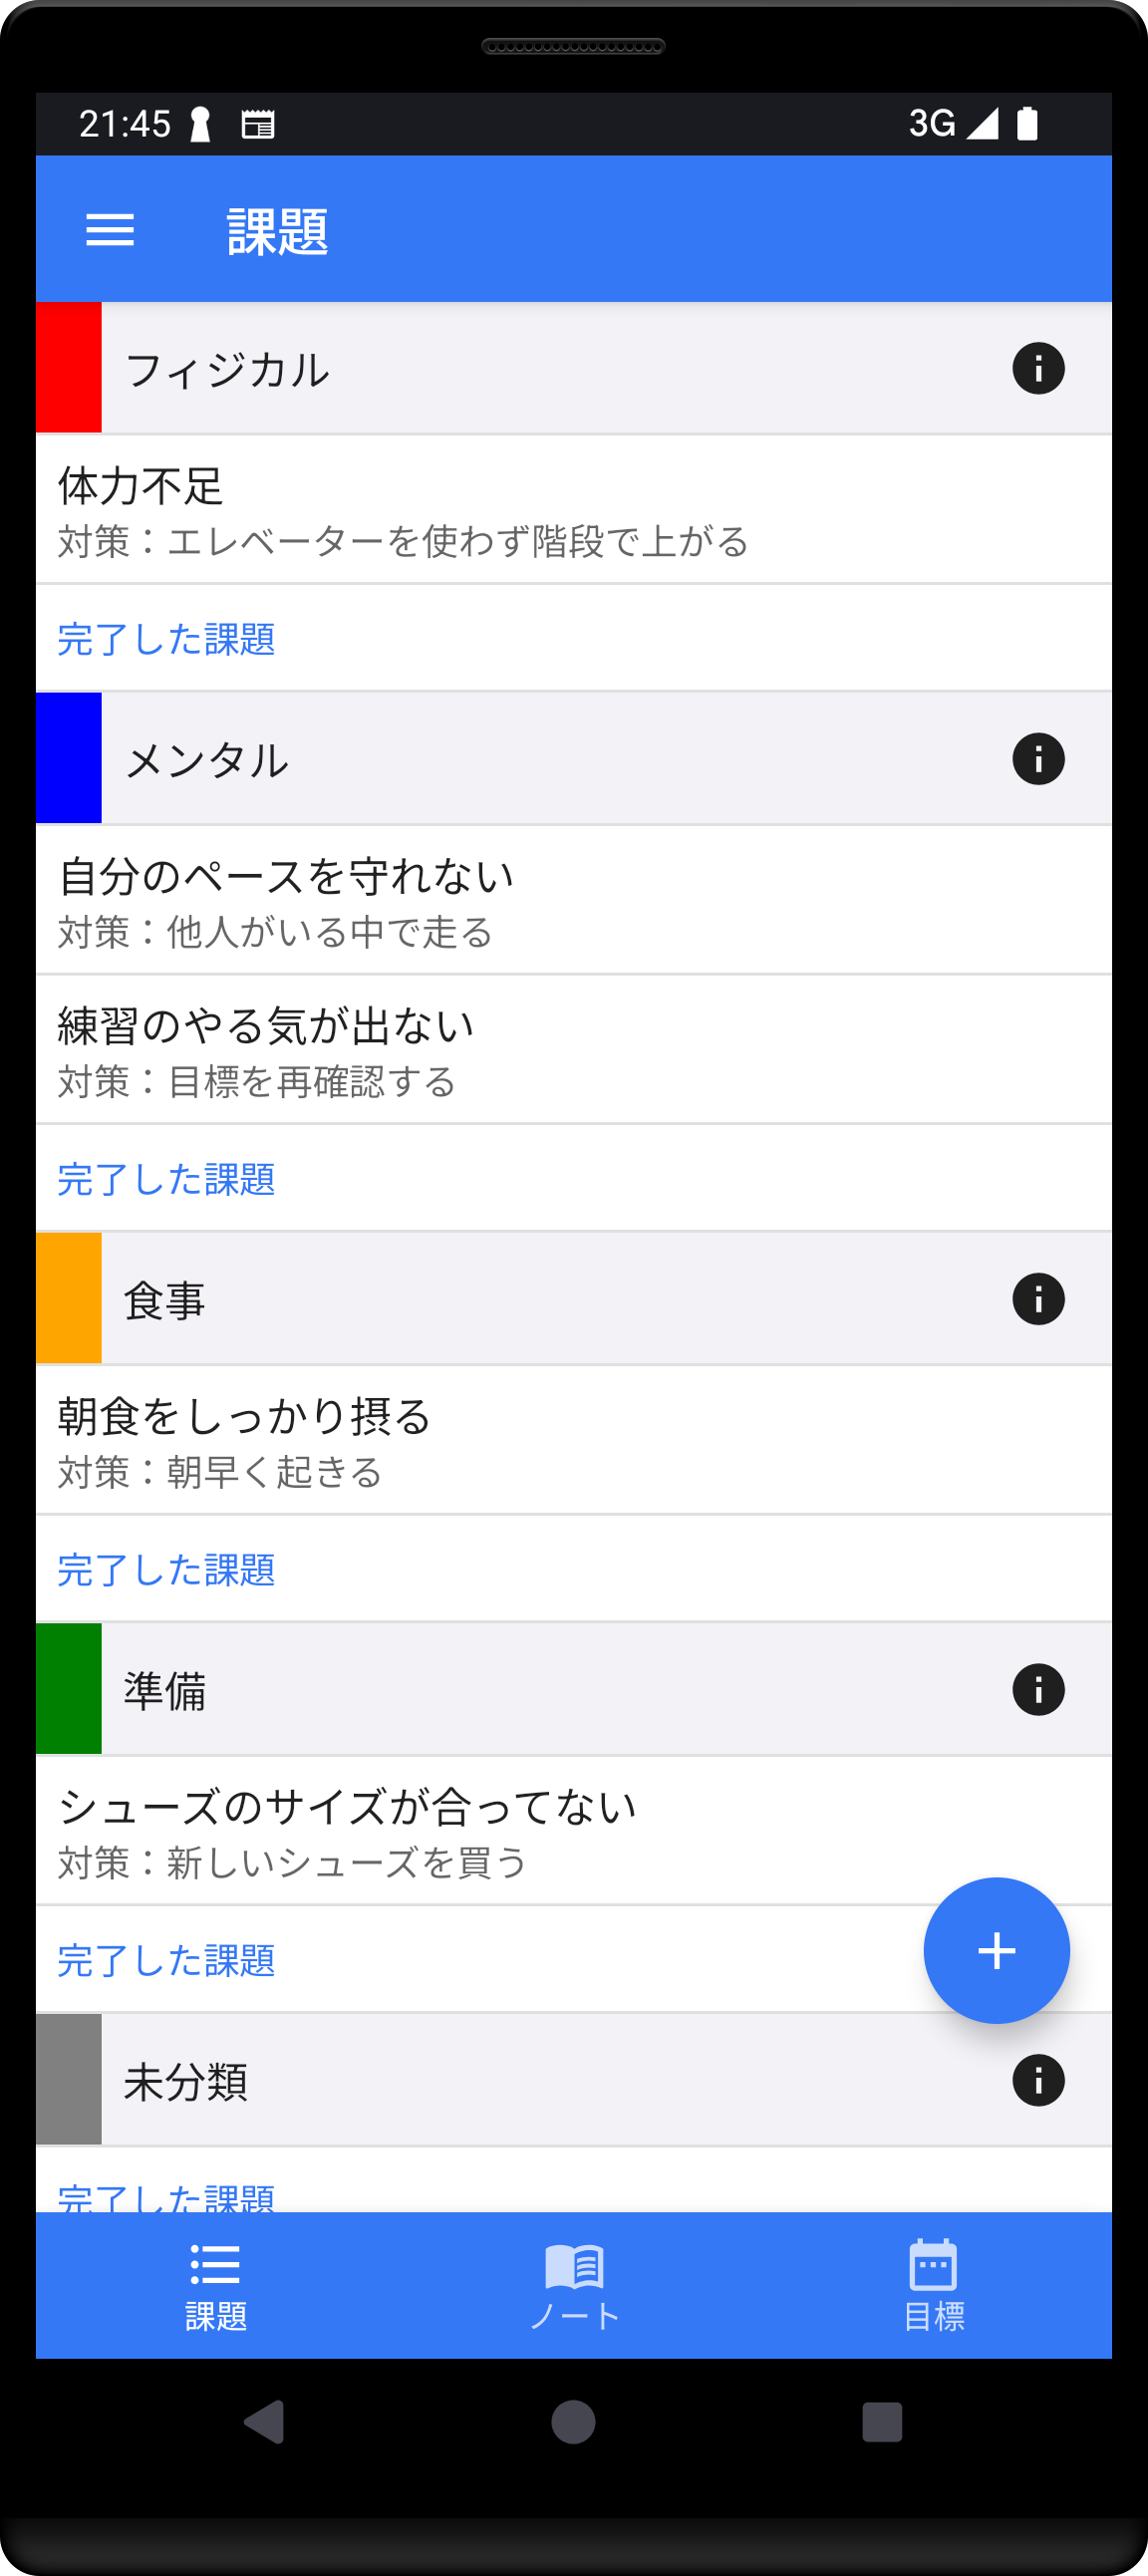 21:45
3G
課題
フィジカル
体力不足
対策：エレベーターを使わず階段で上がる
完了した課題
メンタル
自分のペースを守れない
対策：他人がいる中で走る
練習のやる気が出ない
対策：目標を再確認する
完了した課題
食事
朝食をしっかり摂る
対策：朝早く起きる
完了した課題
準備
シューズのサイズが合ってない
対策：新しいシューズを買う
完了した課題
未分類
完了した課題
課題
ノート
目標